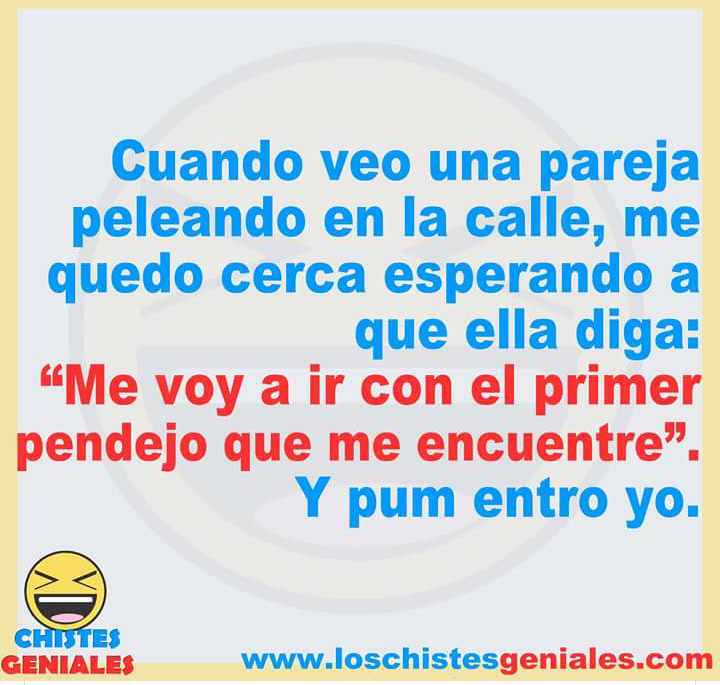 Cuando veo una pareja
peleando en la calle, me
quedo cerca esperando a
que ella diga:
“Me voy a ir con el primer
pendejo que me encuentre”.
Y pum entro yo.
CHISTES
GENIALES
www.loschistesgeniales.com